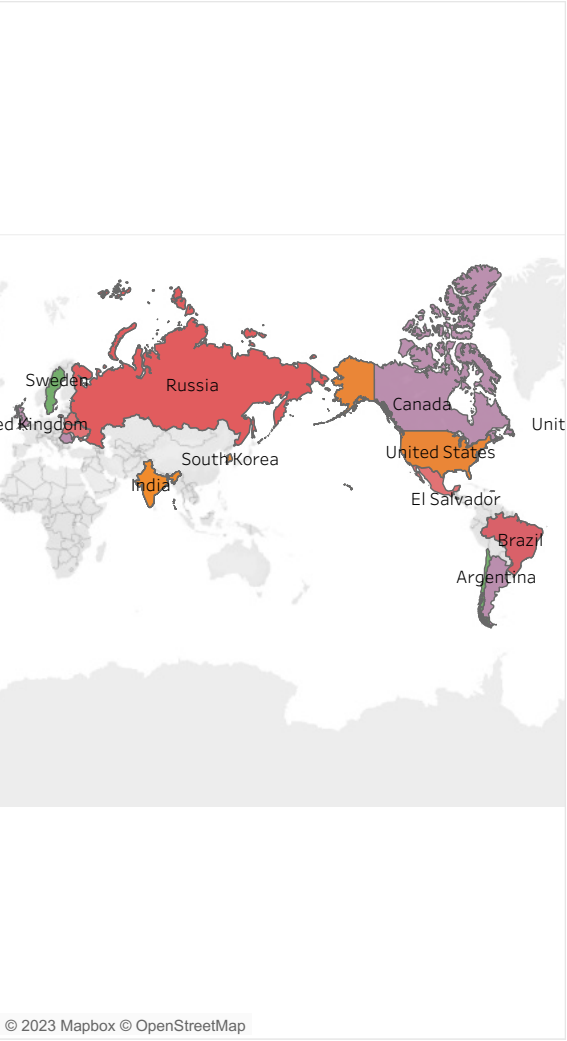 Sweden
Russia
ed Kingdom
Canada
Unit
South Korea
United States
India
El Salvador
Brazil
Argentina
© 2023 Mapbox © OpenStreetMap